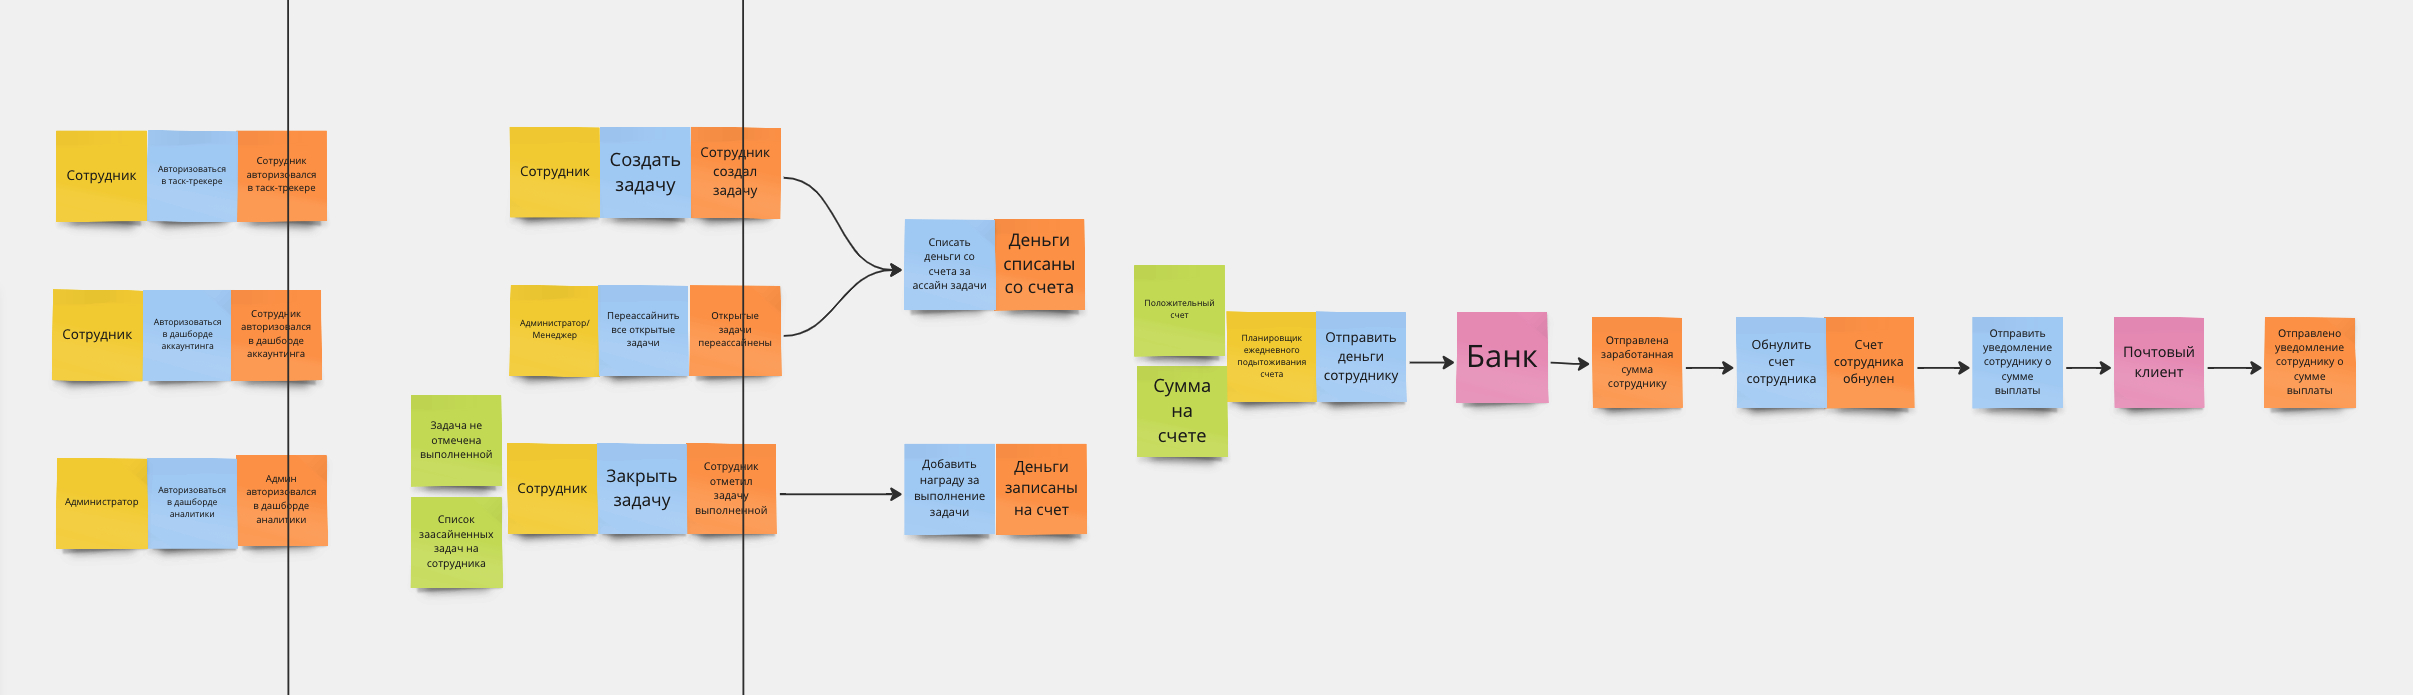 Сотрудник
Авторизоваться
в таск-трекере
Сотрудник
авторизовался
в таск-трекере
Сотрудник
Авторизоваться
в дашборде
аккаунтинга
Сотрудник
авторизовался
в дашборде
аккаунтинга
Администратор
Авторизоваться
в дашборде
аналитики
Админ
авторизовался
в дашборде
аналитики
Сотрудник
Создать
задачу
Сотрудник
создал
задачу
Администратор/
Менеджер
Переассайнить
все открытые
задачи
Открытые
задачи
переассайнены
Задача не
отмечена
выполненной
Список
заасайненных
задач на
сотрудника
Сотрудник
Закрыть
задачу
Сотрудник
отметил
задачу
выполненной
Списать
деньги со
счета за
ассайн задачи
Деньги
списаны
со счета
Добавить
награду за
выполнение
задачи
Деньги
записаны
на счет
Положительный
счет
Сумма
на
счете
Планировщик
ежедневного
подытоживания
счета
Отправить
деньги
сотруднику
Банк
Отправлена
заработанная
сумма
сотруднику
Обнулить
счет
сотрудника
Счет
сотрудника
обнулен
Отправить
уведомление
сотруднику о
сумме
выплаты
Почтовый
клиент
Отправлено
уведомление
сотруднику о
сумме
выплаты